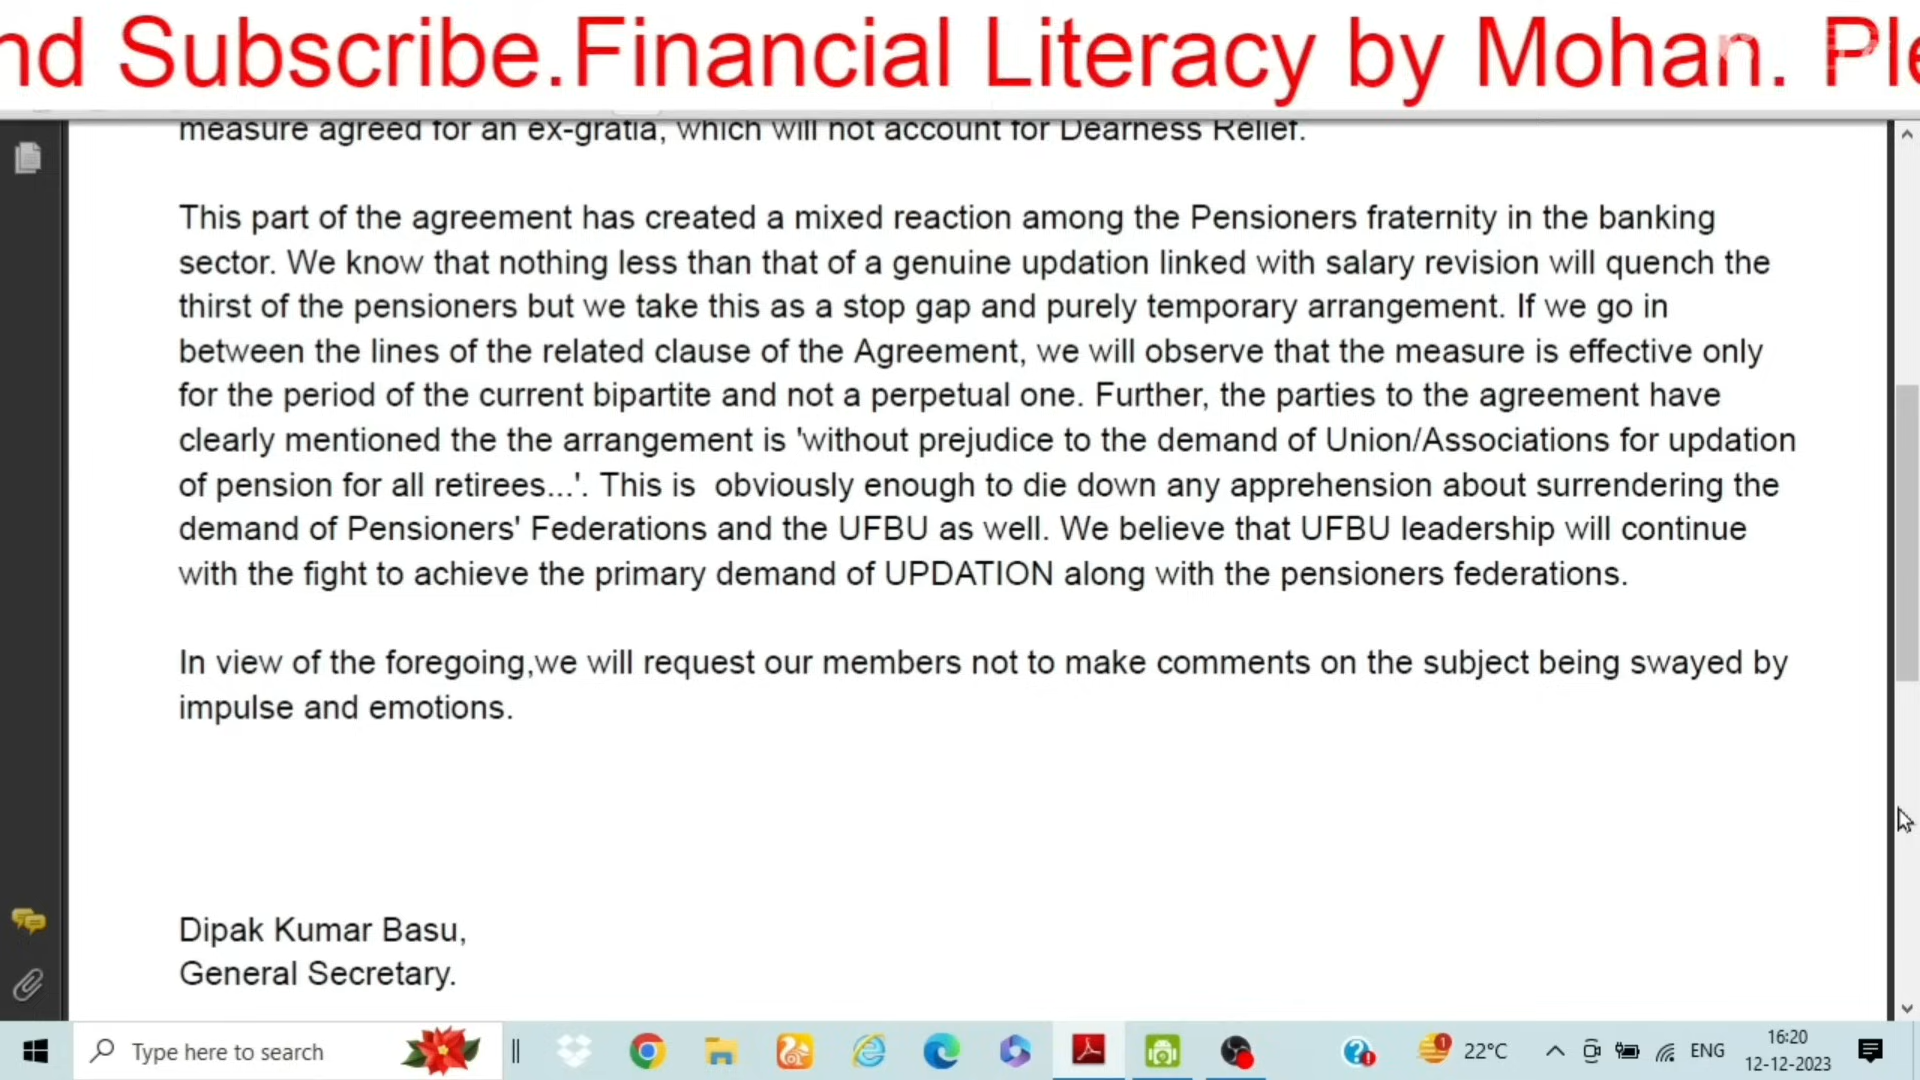 nd Subscribe.Financial Literacy by Mohan. Ple
measure agreed for an ex-gratia, which will not account for Dearness Relief.
This part of the agreement has created a mixed reaction among the Pensioners fraternity in the banking
sector. We know that nothing less than that of a genuine updation linked with salary revision will quench the
thirst of the pensioners but we take this as a stop gap and purely temporary arrangement. If we go in
between the lines of the related clause of the Agreement, we will observe that the measure is effective only
for the period of the current bipartite and not a perpetual one. Further, the parties to the agreement have
clearly mentioned the the arrangement is 'without prejudice to the demand of Union/Associations for updation
of pension for all retirees...'. This is  obviously enough to die down any apprehension about surrendering the
demand of Pensioners' Federations and the UFBU as well. We believe that UFBU leadership will continue
with the fight to achieve the primary demand of UPDATION along with the pensioners federations.
In view of the foregoing,we will request our members not to make comments on the subject being swayed by
impulse and emotions.
Dipak Kumar Basu,
General Secretary.
Type here to search
22°C
ENG
16:20
12-12-2023